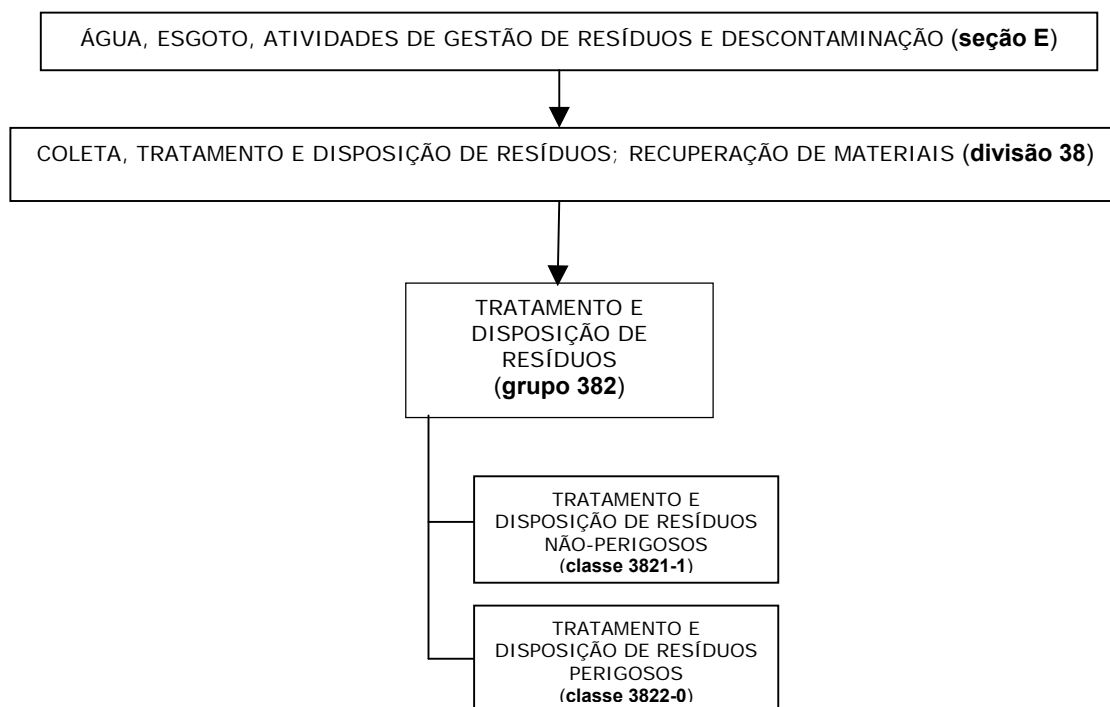 ÁGUA, ESGOTO, ATIVIDADES DE GESTÃO DE RESÍDUOS E DESCONTAMINAÇÃO (seção E)
COLETA, TRATAMENTO E DISPOSIÇÃO DE RESÍDUOS; RECUPERAÇÃO DE MATERIAIS (divisão 38)
TRATAMENTO E
DISPOSIÇÃO DE
RESÍDUOS
(grupo 382)
TRATAMENTO E
DISPOSIÇÃO DE RESÍDUOS
NÃO-PERIGOSOS
(classe 3821-1)
TRATAMENTO E
DISPOSIÇÃO DE RESÍDUOS
PERIGOSOS
(classe 3822-0)